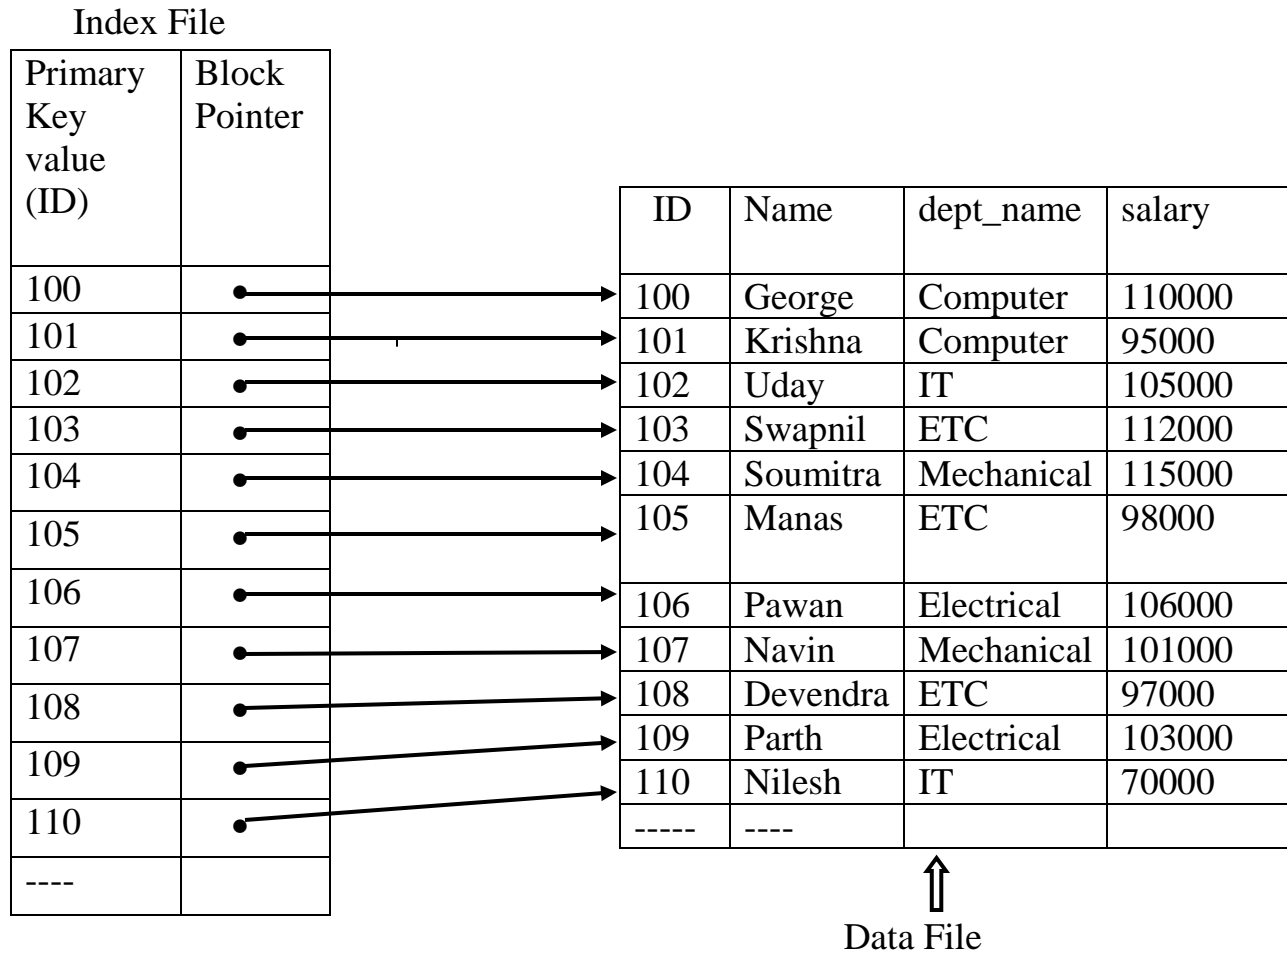 Index File
Primary Key value (ID) Block Pointer
100
101
102
103
104
105
106
107
108
109
110
----
ID Name dept_name salary
100 George Computer 110000
101 Krishna Computer 95000
102 Uday IT 105000
103 Swapnil ETC 112000
104 Soumitra Mechanical 115000
105 Manas ETC 98000
106 Pawan Electrical 106000
107 Navin Mechanical 101000
108 Devendra ETC 97000
109 Parth Electrical 103000
110 Nilesh IT 70000
----- ----
Data File